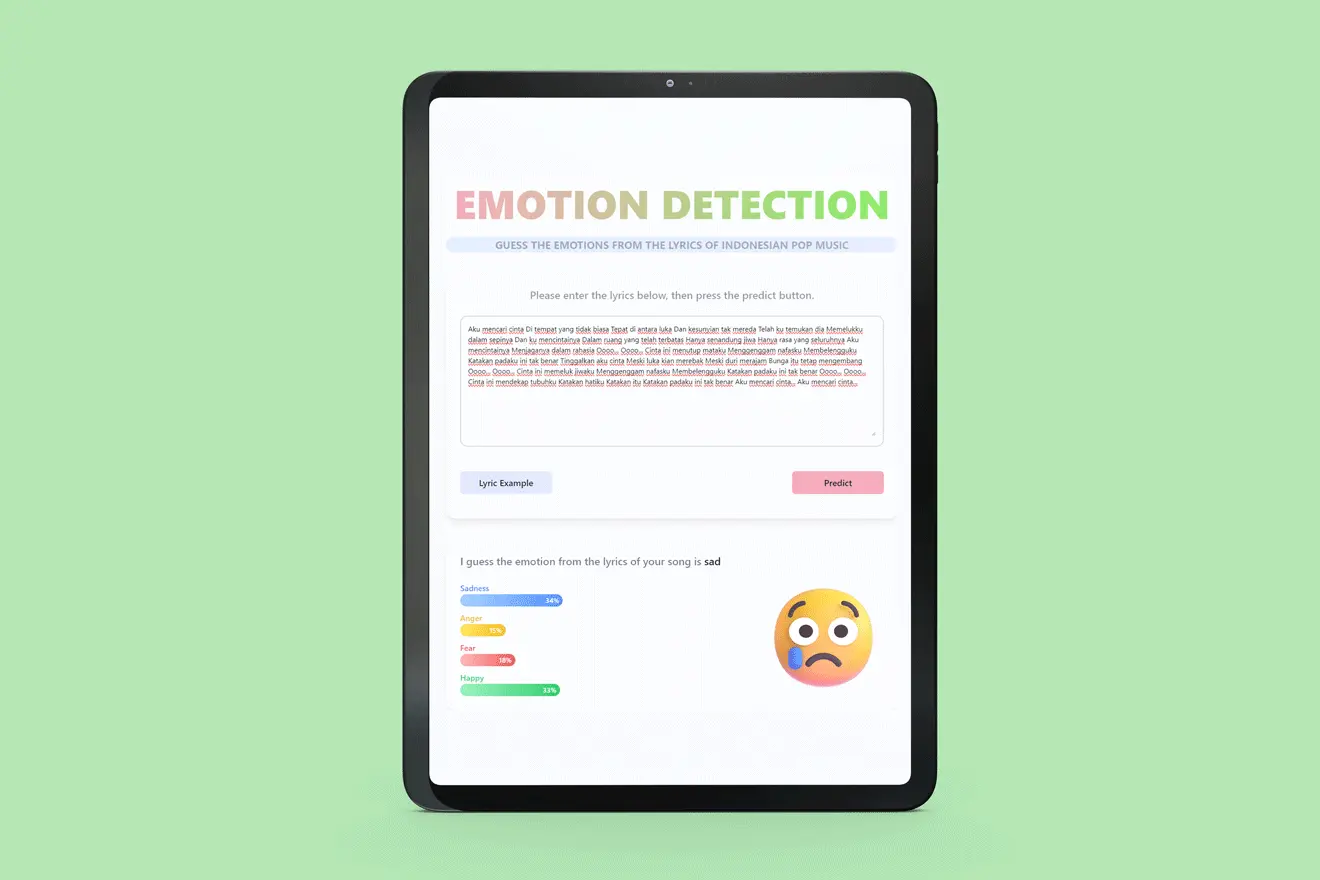 EMOTION DETECTION
GUESS THE EMOTIONS FROM THE LYRICS OF INDONESIAN POP MUSIC
Please enter the lyrics below, then press the predict button.
Aku mencari cinta Di tempat yang tidak biasa Tepat di antara luka Dan kesunyian tak mereda Telah ku temukan dia Memelukku
dalam sepinya Dan ku mencintainya Dalam ruang yang telah terbatas Hanya senandung jiwa Hanya rasa yang seluruhnya Aku
mencintainya Menjaganya dalam rahasia Oooo... Oooo... Cinta ini menutup mataku Menggenggam nafasku Membelengguku
Katakan padaku ini tak benar Tinggalkan aku cinta Meski luka kian merebak Meski duri merajam Bunga itu tetap mengembang
Oooo... Oooo... Cinta ini memeluk jiwaku Menggenggam nafasku Membelengguku Katakan padaku ini tak benar Oooo... Oooo...
Cinta ini mendekap tubuhku Katakan hatiku Katakan itu Katakan padaku ini tak benar Aku mencari cinta... Aku mencari cinta...
Lyric Example
Predict
I guess the emotion from the lyrics of your song is sad
Sadness
34%
Anger
15%
Fear
18%
Happy
33%